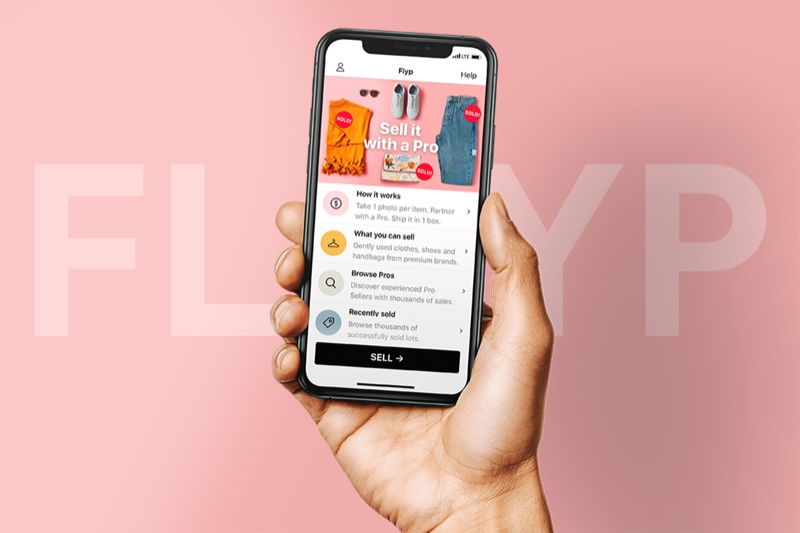 FLYP
LTE
Flyp
Help
SOLD!
SOLD!
Sell it
with a Pro
SOLD!
How it works
Take 1 photo per item. Partner
with a Pro. Ship it in 1 box.
What you can sell
Gently used clothes, shoes and
handbags from premium brands.
Browse Pros
Discover experienced Pro
Sellers with thousands of sales.
Recently sold
Browse thousands of
successfully sold lots.
SELL →